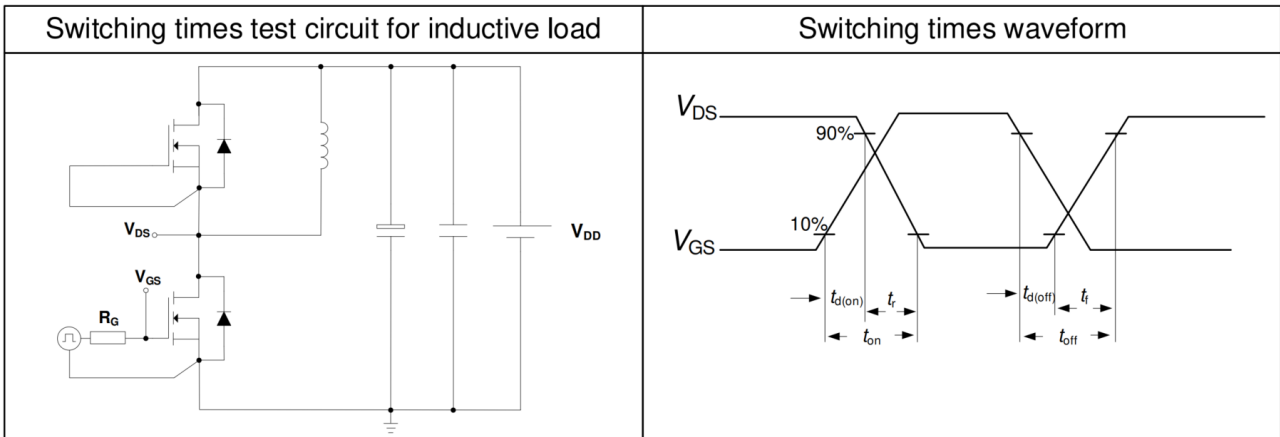 Switching times test circuit for inductive load
Switching times waveform
VDS
VGS
RG
VDD
VDS
90%
10%
VGS
td(on)
tr
ton
td(off)
tf
toff